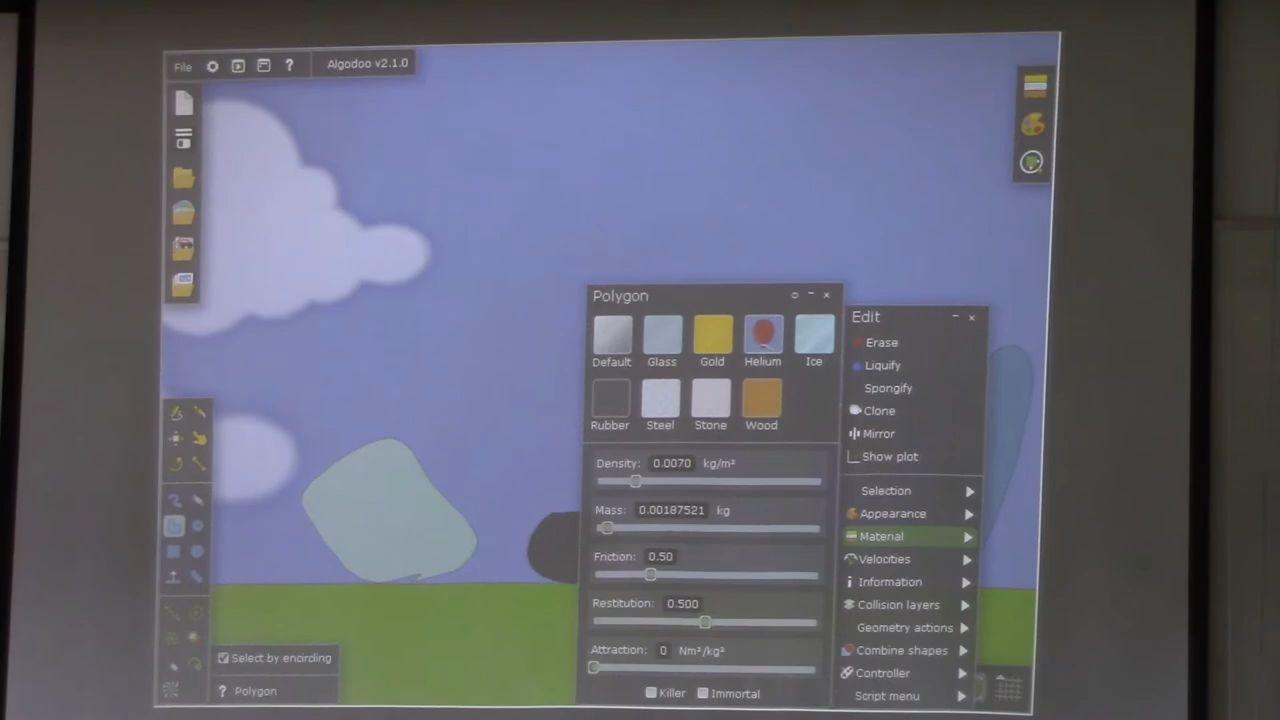 File ? Algodoo v2.1.0
Polygon
Default Glass Gold Helium Ice
Rubber Steel Stone Wood
Density: 0.0070 kg/m²
Mass: 0.00187521 kg
Friction: 0.50
Restitution: 0.500
Attraction: 0 Nm²/kg²
Killer Immortal
Edit
Erase
Liquify
Spongify
Clone
Mirror
Show plot
Selection
Appearance
Material
Velocities
Information
Collision layers
Geometry actions
Combine shapes
Controller
Script menu
Select by encirding
? Polygon